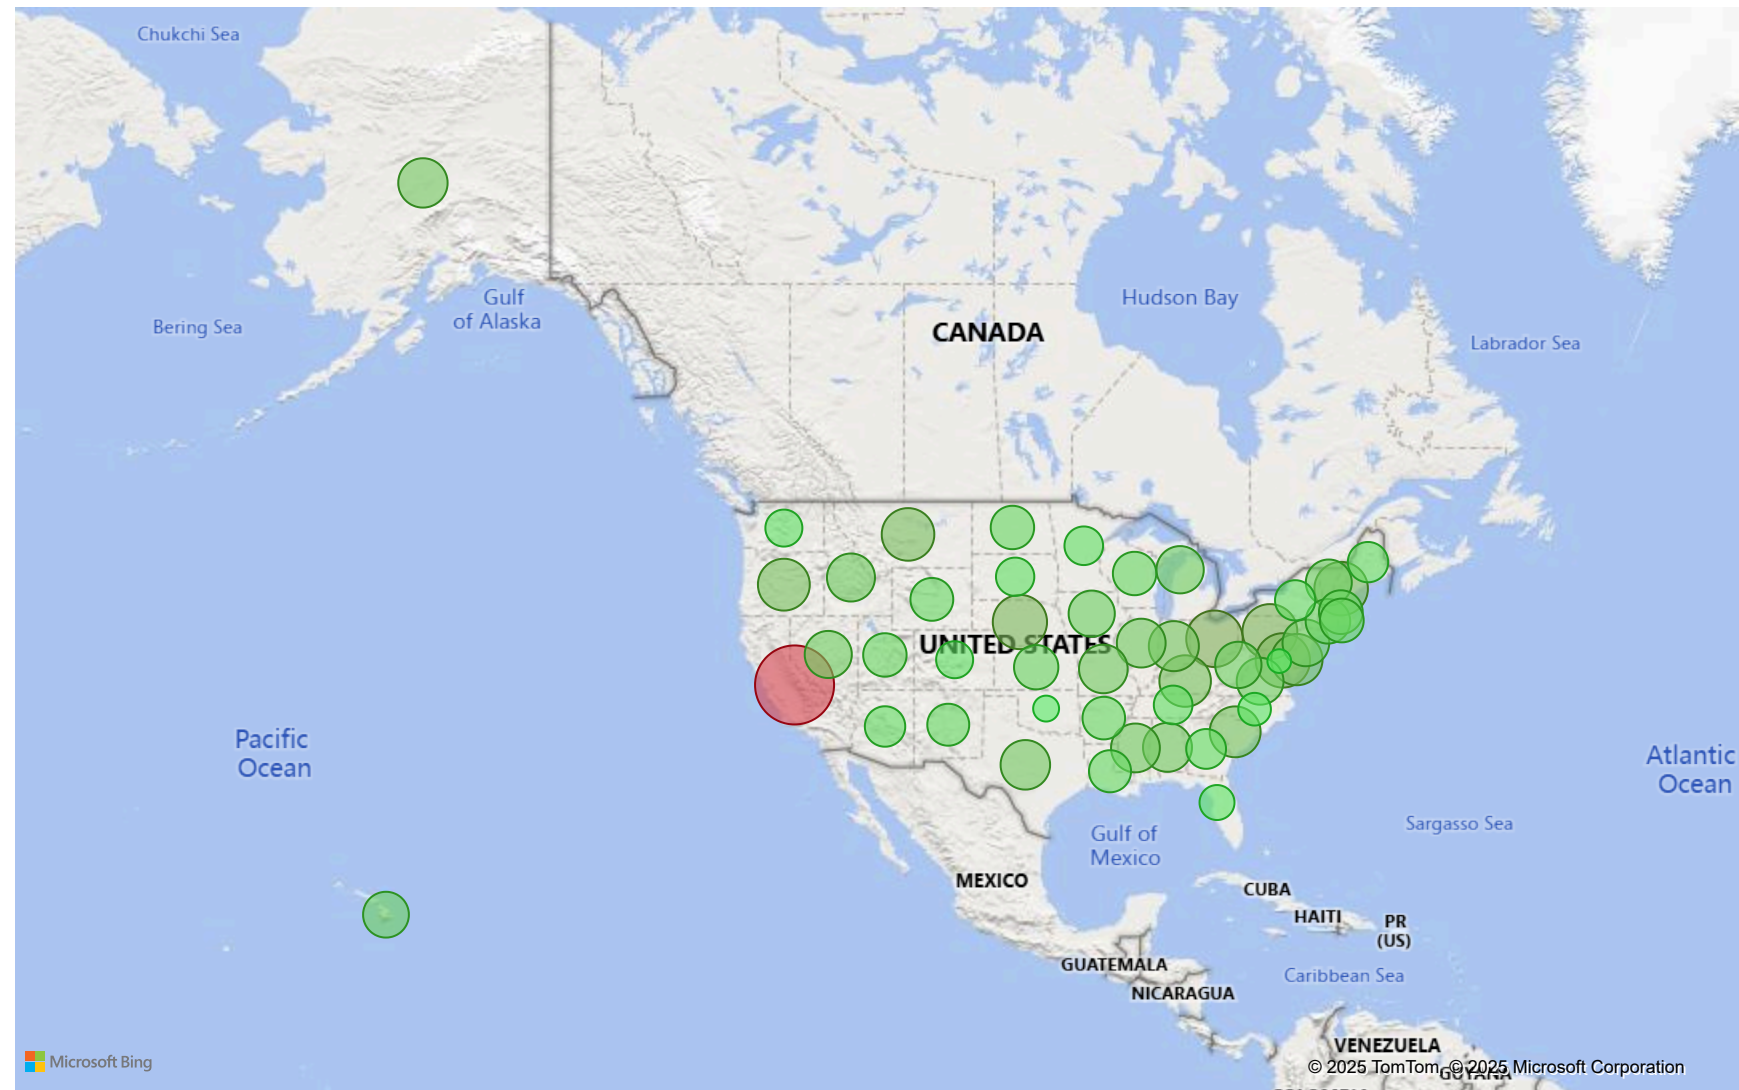 Chukchi Sea
Gulf
of Alaska
Bering Sea
Hudson Bay
CANADA
Labrador Sea
UNITED STATES
Pacific
Ocean
Atlantic
Ocean
Gulf of
Mexico
Sargasso Sea
MEXICO
CUBA
HAITI
PR
(US)
GUATEMALA
Caribbean Sea
NICARAGUA
VENEZUELA
Microsoft Bing
© 2025 TomTom, © 2025 Microsoft Corporation
GUYANA